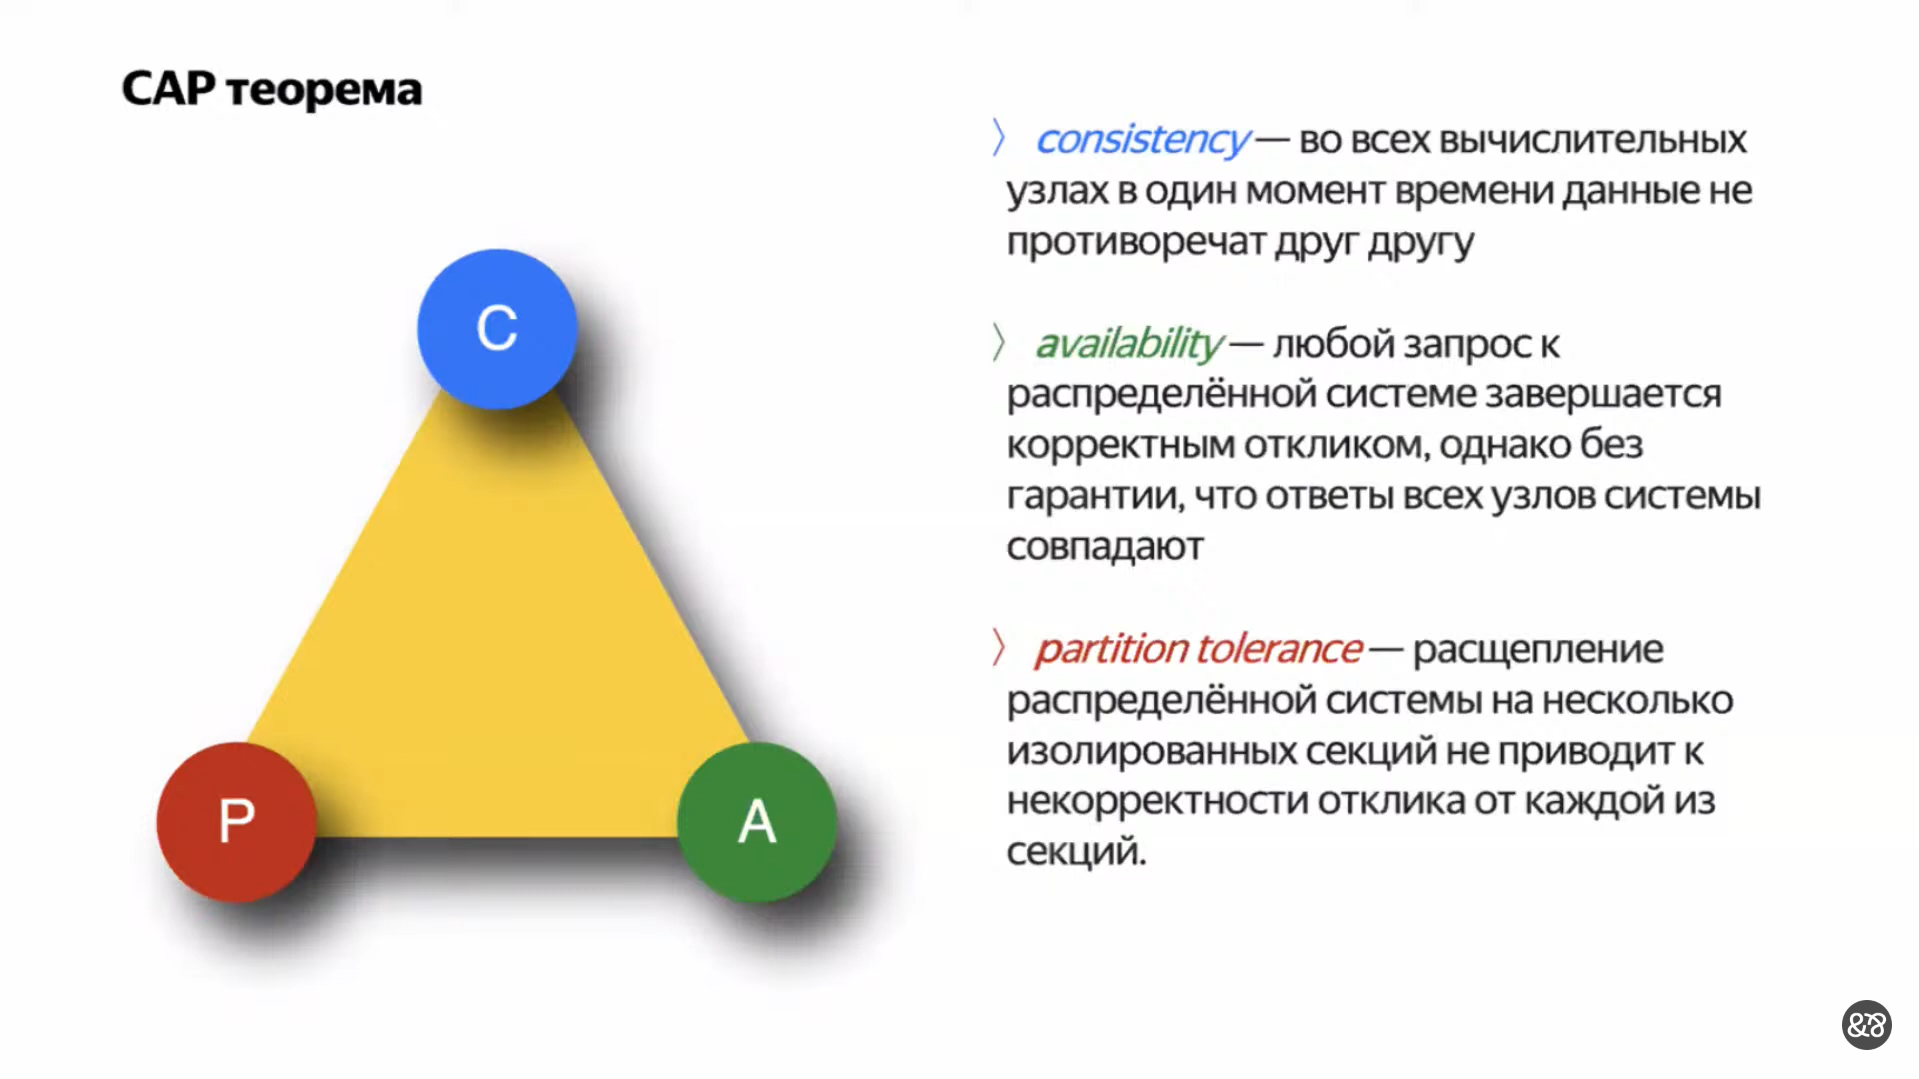 CAP теорема
〉 consistency — во всех вычислительных
узлах в один момент времени данные не
противоречат друг другу
〉 availability — любой запрос к
распределённой системе завершается
корректным откликом, однако без
гарантии, что ответы всех узлов системы
совпадают
〉 partition tolerance — расщепление
распределённой системы на несколько
изолированных секций не приводит к
некорректности отклика от каждой из
секций.
C
P
A